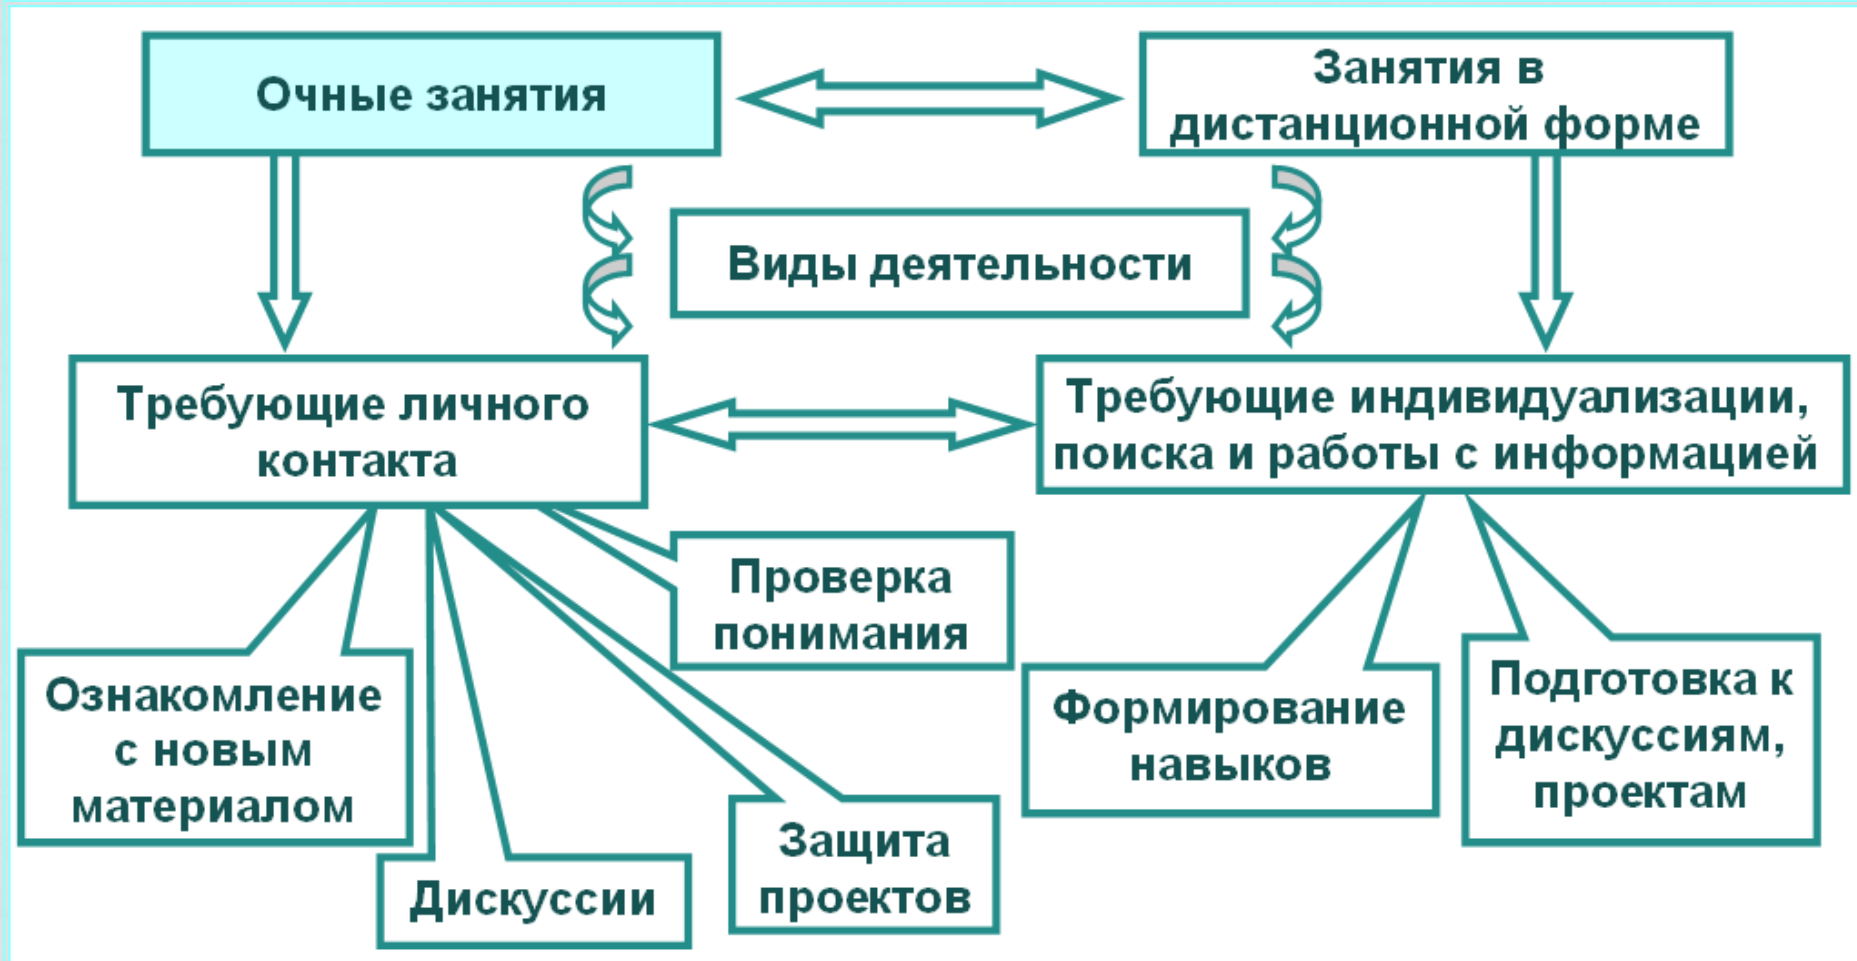 Очные занятия
Занятия в
дистанционной форме
Виды деятельности
Требующие личного
контакта
Требующие индивидуализации,
поиска и работы с информацией
Проверка
понимания
Ознакомление
с новым
материалом
Дискуссии
Защита
проектов
Формирование
навыков
Подготовка к
дискуссиям,
проектам